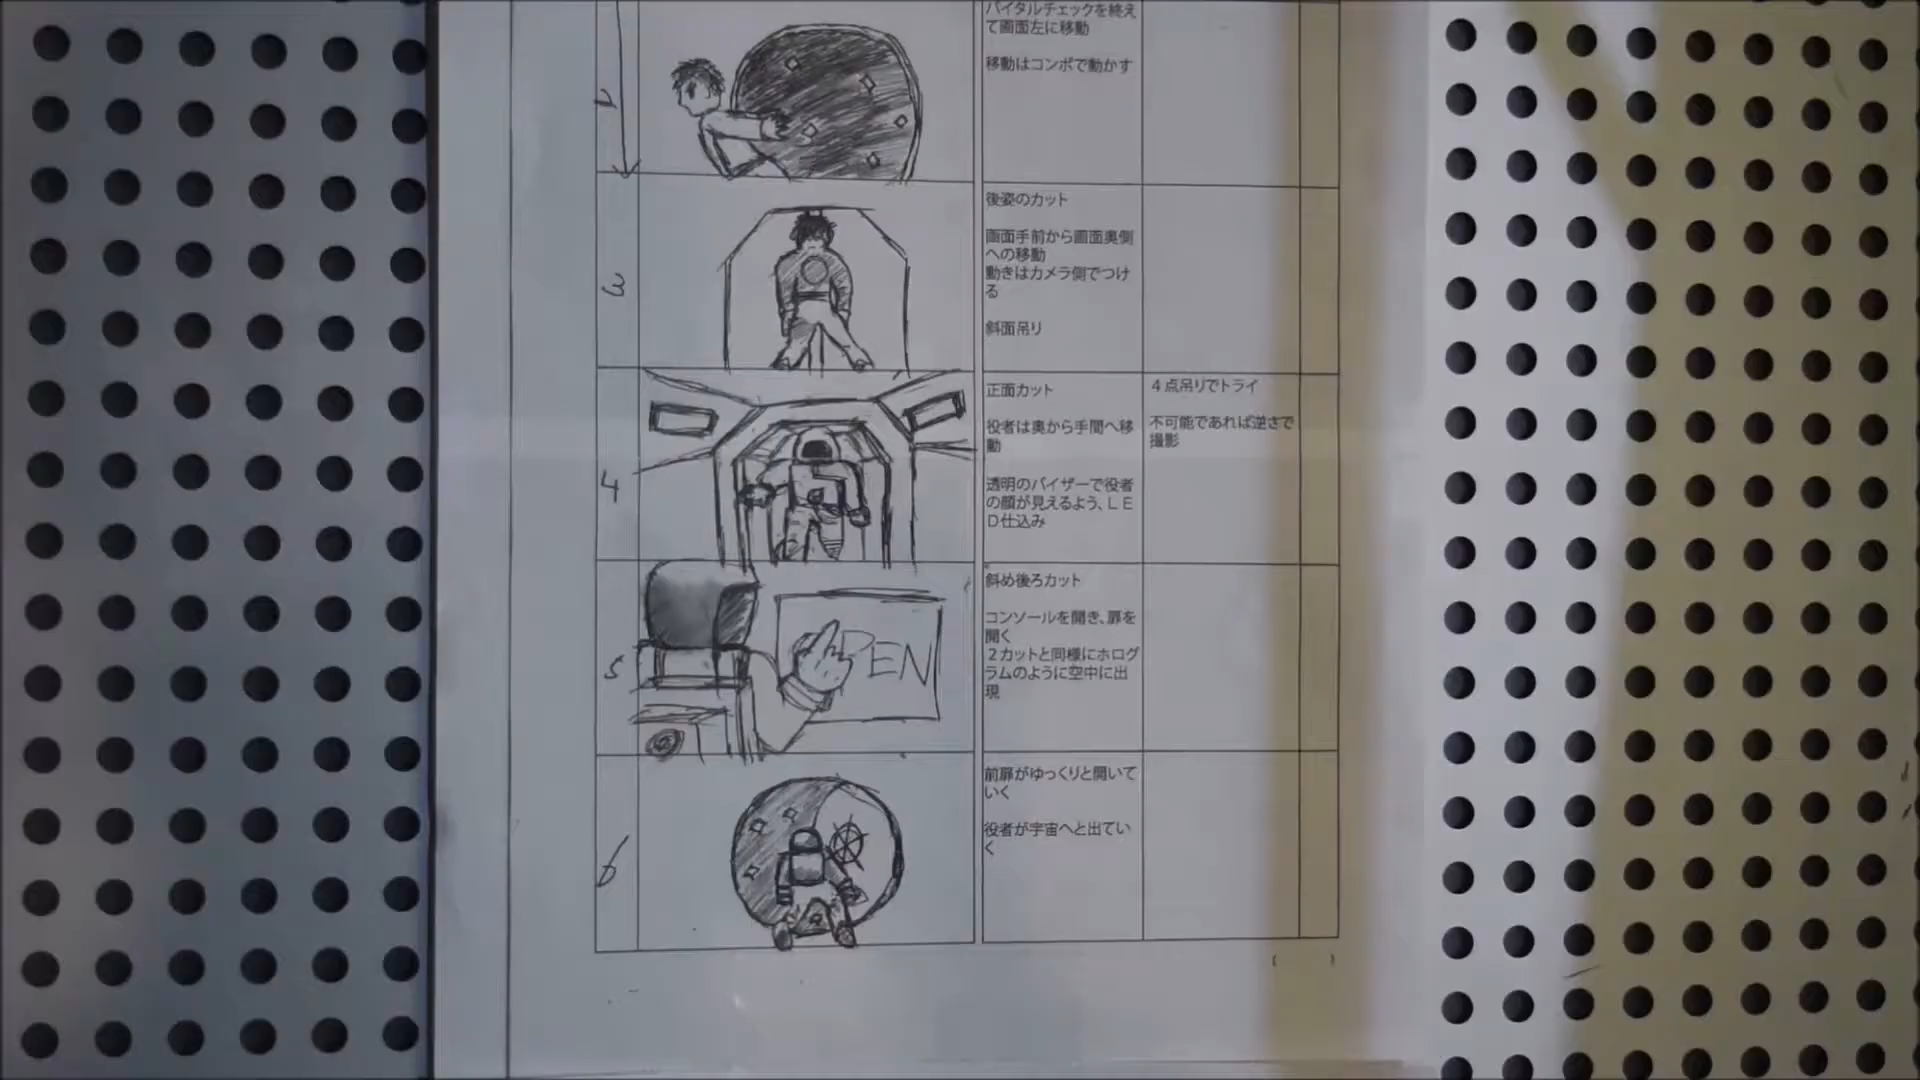 バイタルチェックを終え
て画面左に移動
移動はコンポで動かす
3
後姿のカット
画面手前から画面奥側
への移動
動きはカメラ側でつけ
る
斜面吊り
4
正面カット
役者は奥から手間へ移
動
透明のバイザーで役者
の顔が見えるよう、ＬＥ
Ｄ仕込み
４点吊りでトライ
不可能であれば逆さで
撮影
5
PEN
斜め後ろカット
コンソールを開き、扉を
開く
２カットと同様にホログ
ラムのように空中に出
現
6
前扉がゆっくりと開いて
いく
役者が宇宙へと出てい
く
(　　　)